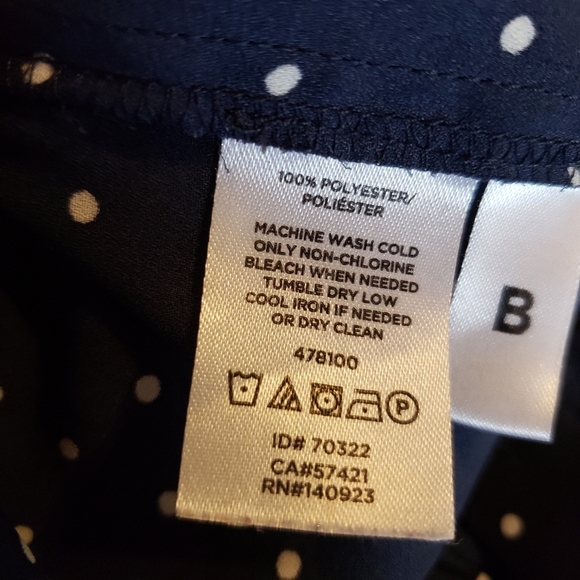 100% POLYESTER/
POLIÉSTER
MACHINE WASH COLD
ONLY NON-CHLORINE
BLEACH WHEN NEEDED
TUMBLE DRY LOW
COOL IRON IF NEEDED
OR DRY CLEAN
478100
P
ID# 70322
CA#57421
RN#140923
B